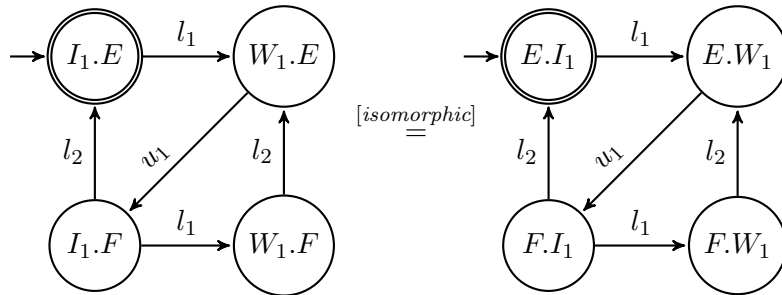 I₁.E l₁ W₁.E E.I₁ l₁ E.W₁
[isomorphic]
=
l₂ u₁ l₂ l₂ u₁ l₂
I₁.F l₁ W₁.F F.I₁ l₁ F.W₁